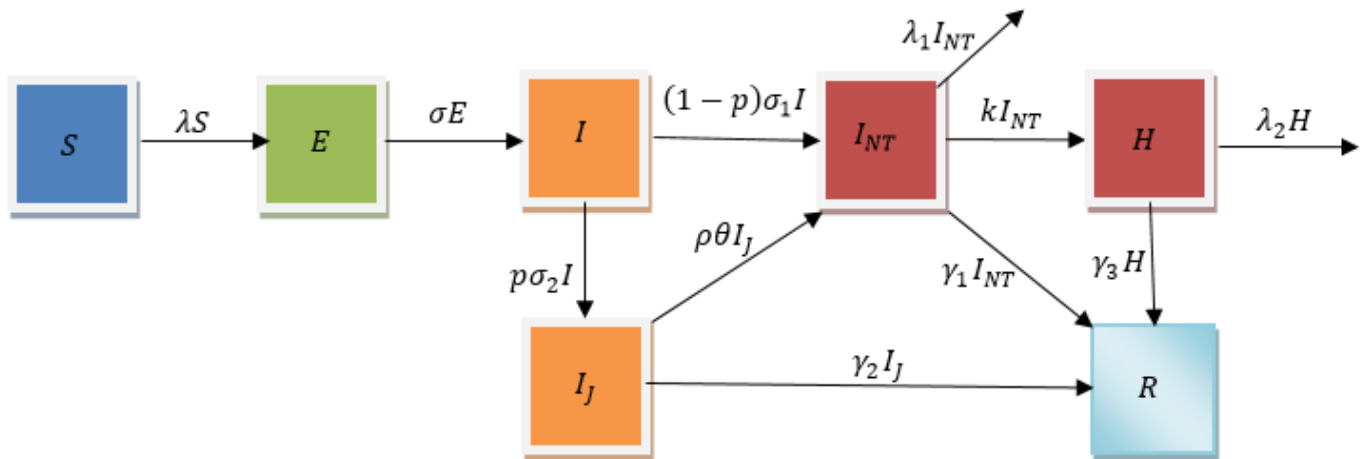 λ₁I_NT
S
λS
E
σE
I
(1 − p)σ₁I
I_NT
kI_NT
H
λ₂H
pσ₂I
ρθI_J
γ₁I_NT
γ₃H
I_J
γ₂I_J
R